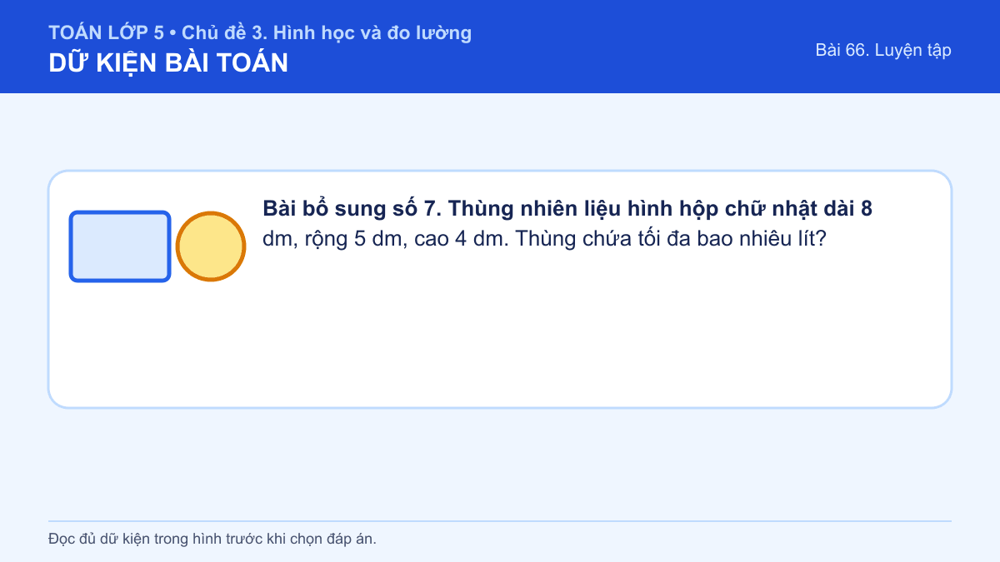 TOÁN LỚP 5 • Chủ đề 3. Hình học và đo lường
DỮ KIỆN BÀI TOÁN
Bài 66. Luyện tập
Bài bổ sung số 7. Thùng nhiên liệu hình hộp chữ nhật dài 8
dm, rộng 5 dm, cao 4 dm. Thùng chứa tối đa bao nhiêu lít?
Đọc đủ dữ kiện trong hình trước khi chọn đáp án.